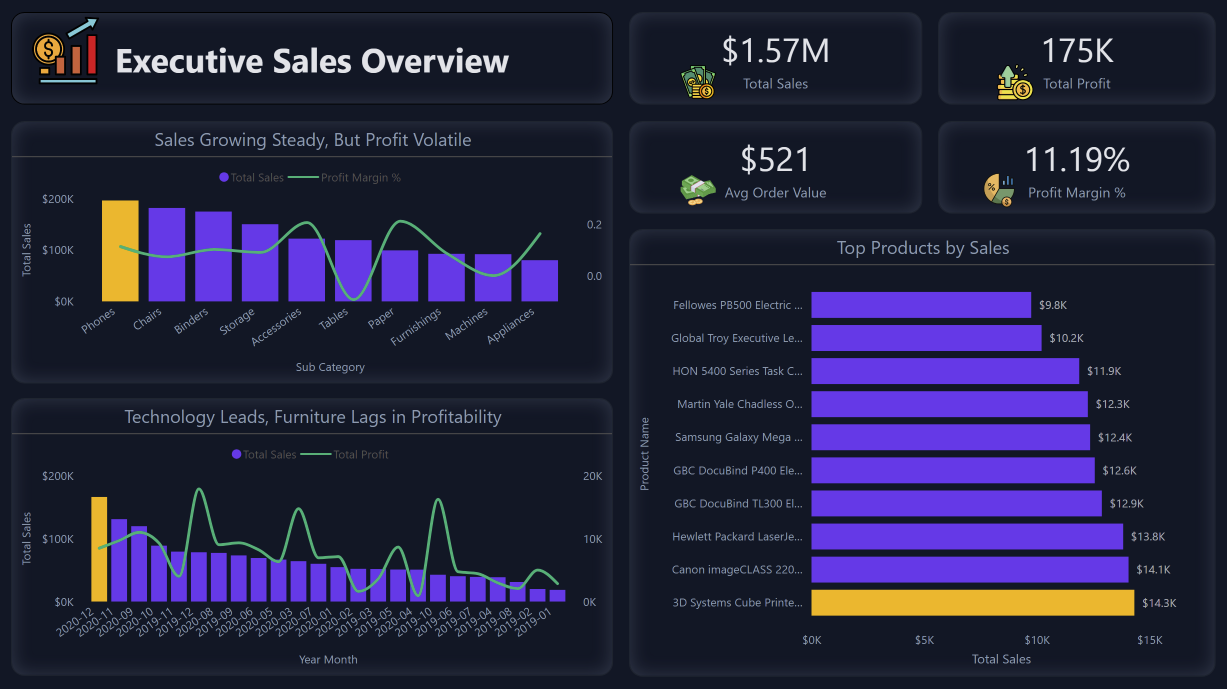 Executive Sales Overview
$1.57M
Total Sales
175K
Total Profit
$521
Avg Order Value
11.19%
Profit Margin %
Sales Growing Steady, But Profit Volatile
Total Sales
Profit Margin %
Total Sales
$200K
$100K
$0K
0.2
0.0
Phones
Chairs
Binders
Storage
Accessories
Tables
Paper
Furnishings
Machines
Appliances
Sub Category
Technology Leads, Furniture Lags in Profitability
Total Sales
Total Profit
Total Sales
$200K
$100K
$0K
20K
10K
0K
2020-12
2020-11
2020-09
2020-10
2019-11
2019-12
2020-08
2019-09
2020-06
2020-05
2020-03
2020-07
2020-01
2020-02
2019-03
2019-05
2020-04
2019-10
2019-06
2019-07
2019-04
2019-08
2019-02
2019-01
Year Month
Top Products by Sales
Product Name
Fellowes PB500 Electric ... $9.8K
Global Troy Executive Le... $10.2K
HON 5400 Series Task C... $11.9K
Martin Yale Chadless O... $12.3K
Samsung Galaxy Mega ... $12.4K
GBC DocuBind P400 Ele... $12.6K
GBC DocuBind TL300 El... $12.9K
Hewlett Packard LaserJe... $13.8K
Canon imageCLASS 220... $14.1K
3D Systems Cube Printe... $14.3K
$0K $5K $10K $15K
Total Sales